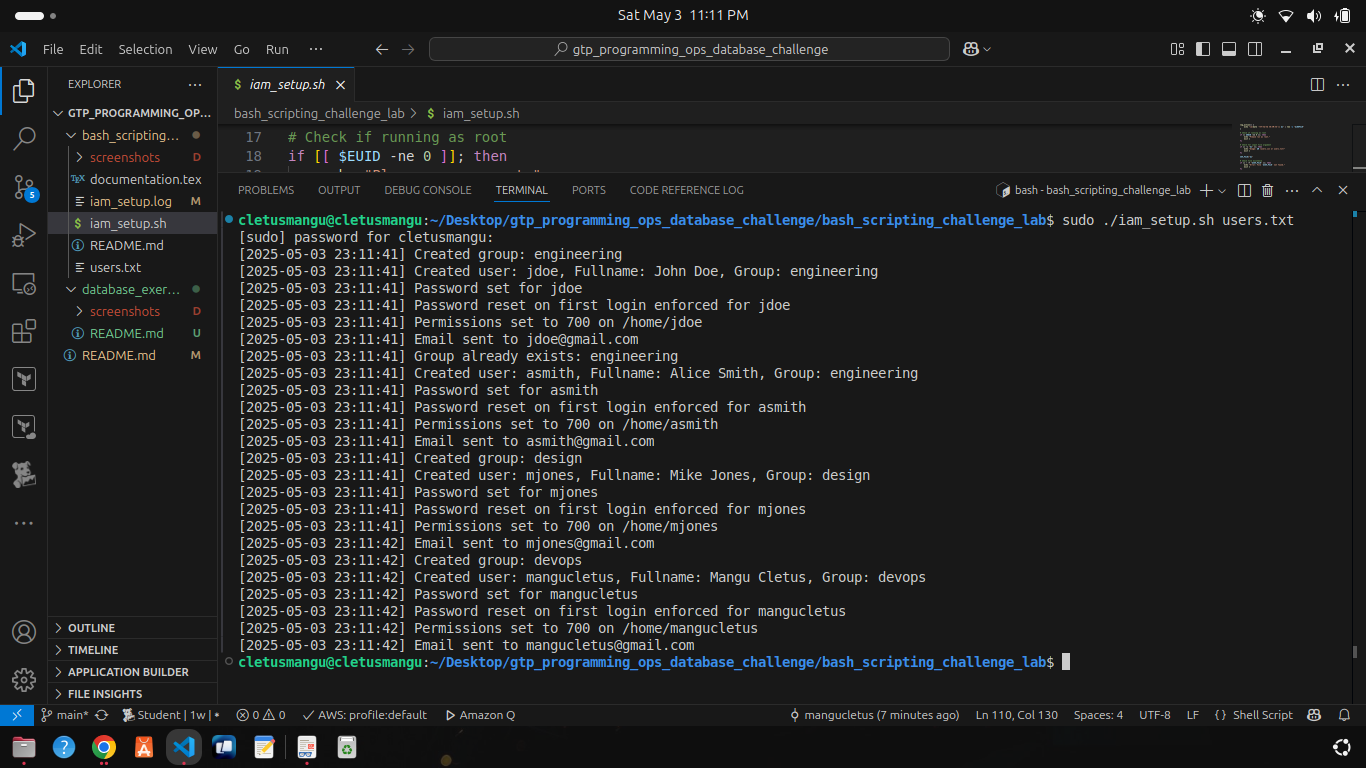 Sat May 3 11:11 PM
File Edit Selection View Go Run ···
gtp_programming_ops_database_challenge
EXPLORER ···
GTP_PROGRAMMING_OP...
bash_scripting...
screenshots D
TEX documentation.tex
iam_setup.log M
$ iam_setup.sh
README.md
users.txt
database_exer...
screenshots D
README.md U
README.md M
5
OUTLINE
TIMELINE
APPLICATION BUILDER
FILE INSIGHTS
$ iam_setup.sh
bash_scripting_challenge_lab > $ iam_setup.sh
17 # Check if running as root
18 if [[ $EUID -ne 0 ]]; then
PROBLEMS OUTPUT DEBUG CONSOLE TERMINAL PORTS CODE REFERENCE LOG
bash - bash_scripting_challenge_lab
cletusmangu@cletusmangu:~/Desktop/gtp_programming_ops_database_challenge/bash_scripting_challenge_lab$ sudo ./iam_setup.sh users.txt
[sudo] password for cletusmangu:
[2025-05-03 23:11:41] Created group: engineering
[2025-05-03 23:11:41] Created user: jdoe, Fullname: John Doe, Group: engineering
[2025-05-03 23:11:41] Password set for jdoe
[2025-05-03 23:11:41] Password reset on first login enforced for jdoe
[2025-05-03 23:11:41] Permissions set to 700 on /home/jdoe
[2025-05-03 23:11:41] Email sent to jdoe@gmail.com
[2025-05-03 23:11:41] Group already exists: engineering
[2025-05-03 23:11:41] Created user: asmith, Fullname: Alice Smith, Group: engineering
[2025-05-03 23:11:41] Password set for asmith
[2025-05-03 23:11:41] Password reset on first login enforced for asmith
[2025-05-03 23:11:41] Permissions set to 700 on /home/asmith
[2025-05-03 23:11:41] Email sent to asmith@gmail.com
[2025-05-03 23:11:41] Created group: design
[2025-05-03 23:11:41] Created user: mjones, Fullname: Mike Jones, Group: design
[2025-05-03 23:11:41] Password set for mjones
[2025-05-03 23:11:41] Password reset on first login enforced for mjones
[2025-05-03 23:11:41] Permissions set to 700 on /home/mjones
[2025-05-03 23:11:42] Email sent to mjones@gmail.com
[2025-05-03 23:11:42] Created group: devops
[2025-05-03 23:11:42] Created user: mangucletus, Fullname: Mangu Cletus, Group: devops
[2025-05-03 23:11:42] Password set for mangucletus
[2025-05-03 23:11:42] Password reset on first login enforced for mangucletus
[2025-05-03 23:11:42] Permissions set to 700 on /home/mangucletus
[2025-05-03 23:11:42] Email sent to mangucletus@gmail.com
cletusmangu@cletusmangu:~/Desktop/gtp_programming_ops_database_challenge/bash_scripting_challenge_lab$
main* Student | 1w | • 0 0 AWS: profile:default Amazon Q mangucletus (7 minutes ago) Ln 110, Col 130 Spaces: 4 UTF-8 LF {} Shell Script